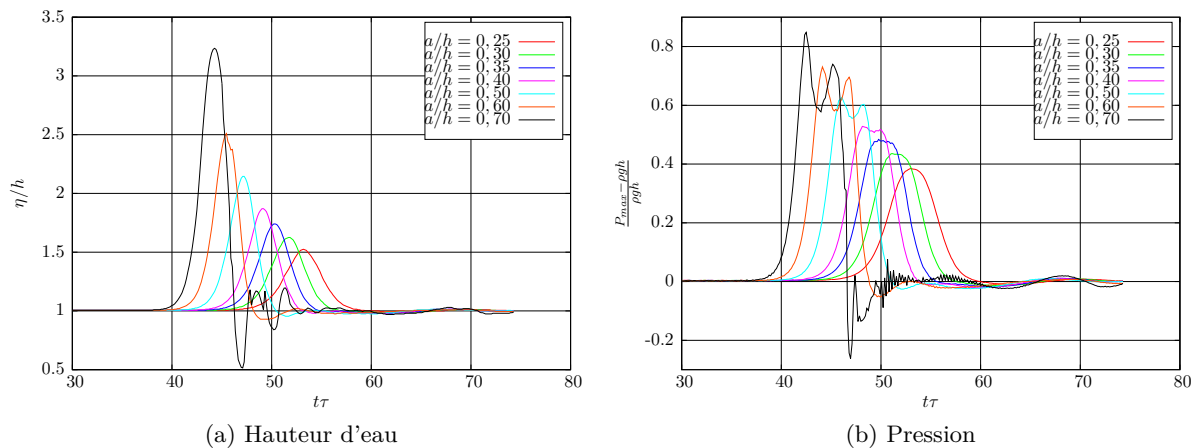 3.5
3
2.5
2
1.5
1
0.5
η/h
30 40 50 60 70 80
tτ
a/h = 0, 25
a/h = 0, 30
a/h = 0, 35
a/h = 0, 40
a/h = 0, 50
a/h = 0, 60
a/h = 0, 70
(a) Hauteur d'eau
0.8
0.6
0.4
0.2
0
-0.2
P_max − ρgh
ρgh
30 40 50 60 70 80
tτ
a/h = 0, 25
a/h = 0, 30
a/h = 0, 35
a/h = 0, 40
a/h = 0, 50
a/h = 0, 60
a/h = 0, 70
(b) Pression